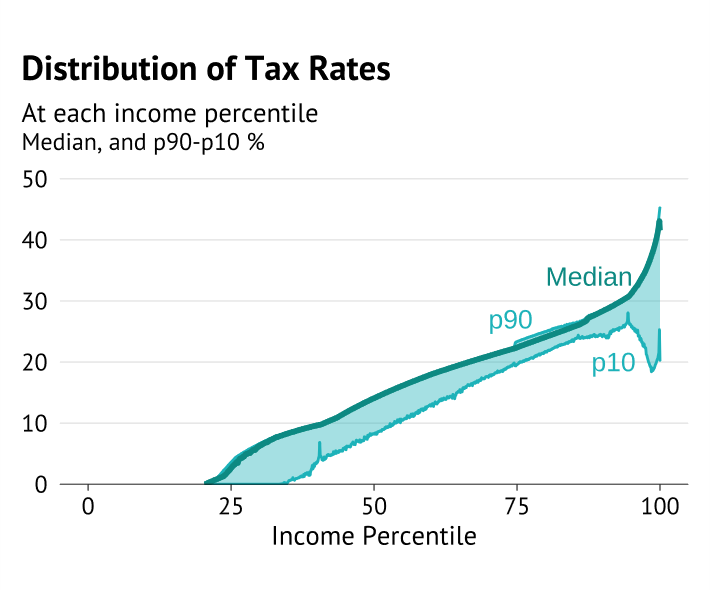 Distribution of Tax Rates
At each income percentile
Median, and p90-p10 %
50
40
Median
30
p90
20
p10
10
0
0 25 50 75 100
Income Percentile